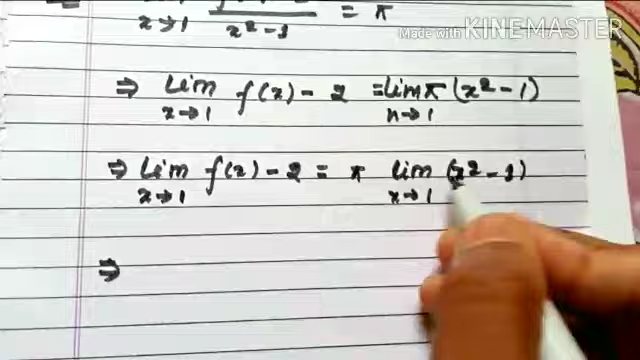 x→1 x²-1 = π
Made with KINEMASTER
⇒ Lim f(x) - 2 = lim π (x² - 1)
x→1 n→1
⇒ Lim f(x) - 2 = π lim (x² - 1)
x→1 x→1
⇒